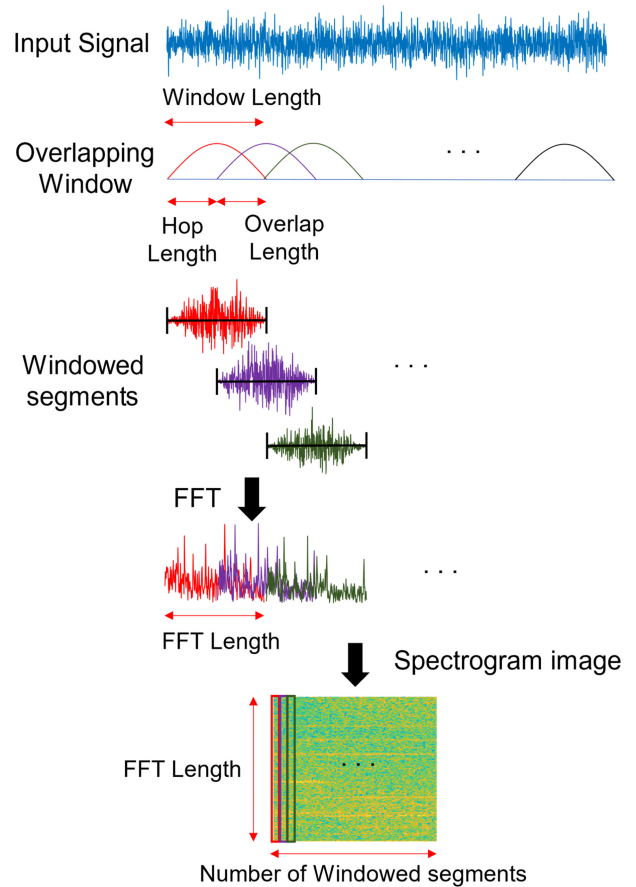 Input Signal
Window Length
Overlapping
Window
. . .
Hop
Length
Overlap
Length
Windowed
segments
. . .
FFT
. . .
FFT Length
Spectrogram image
FFT Length
. . .
Number of Windowed segments